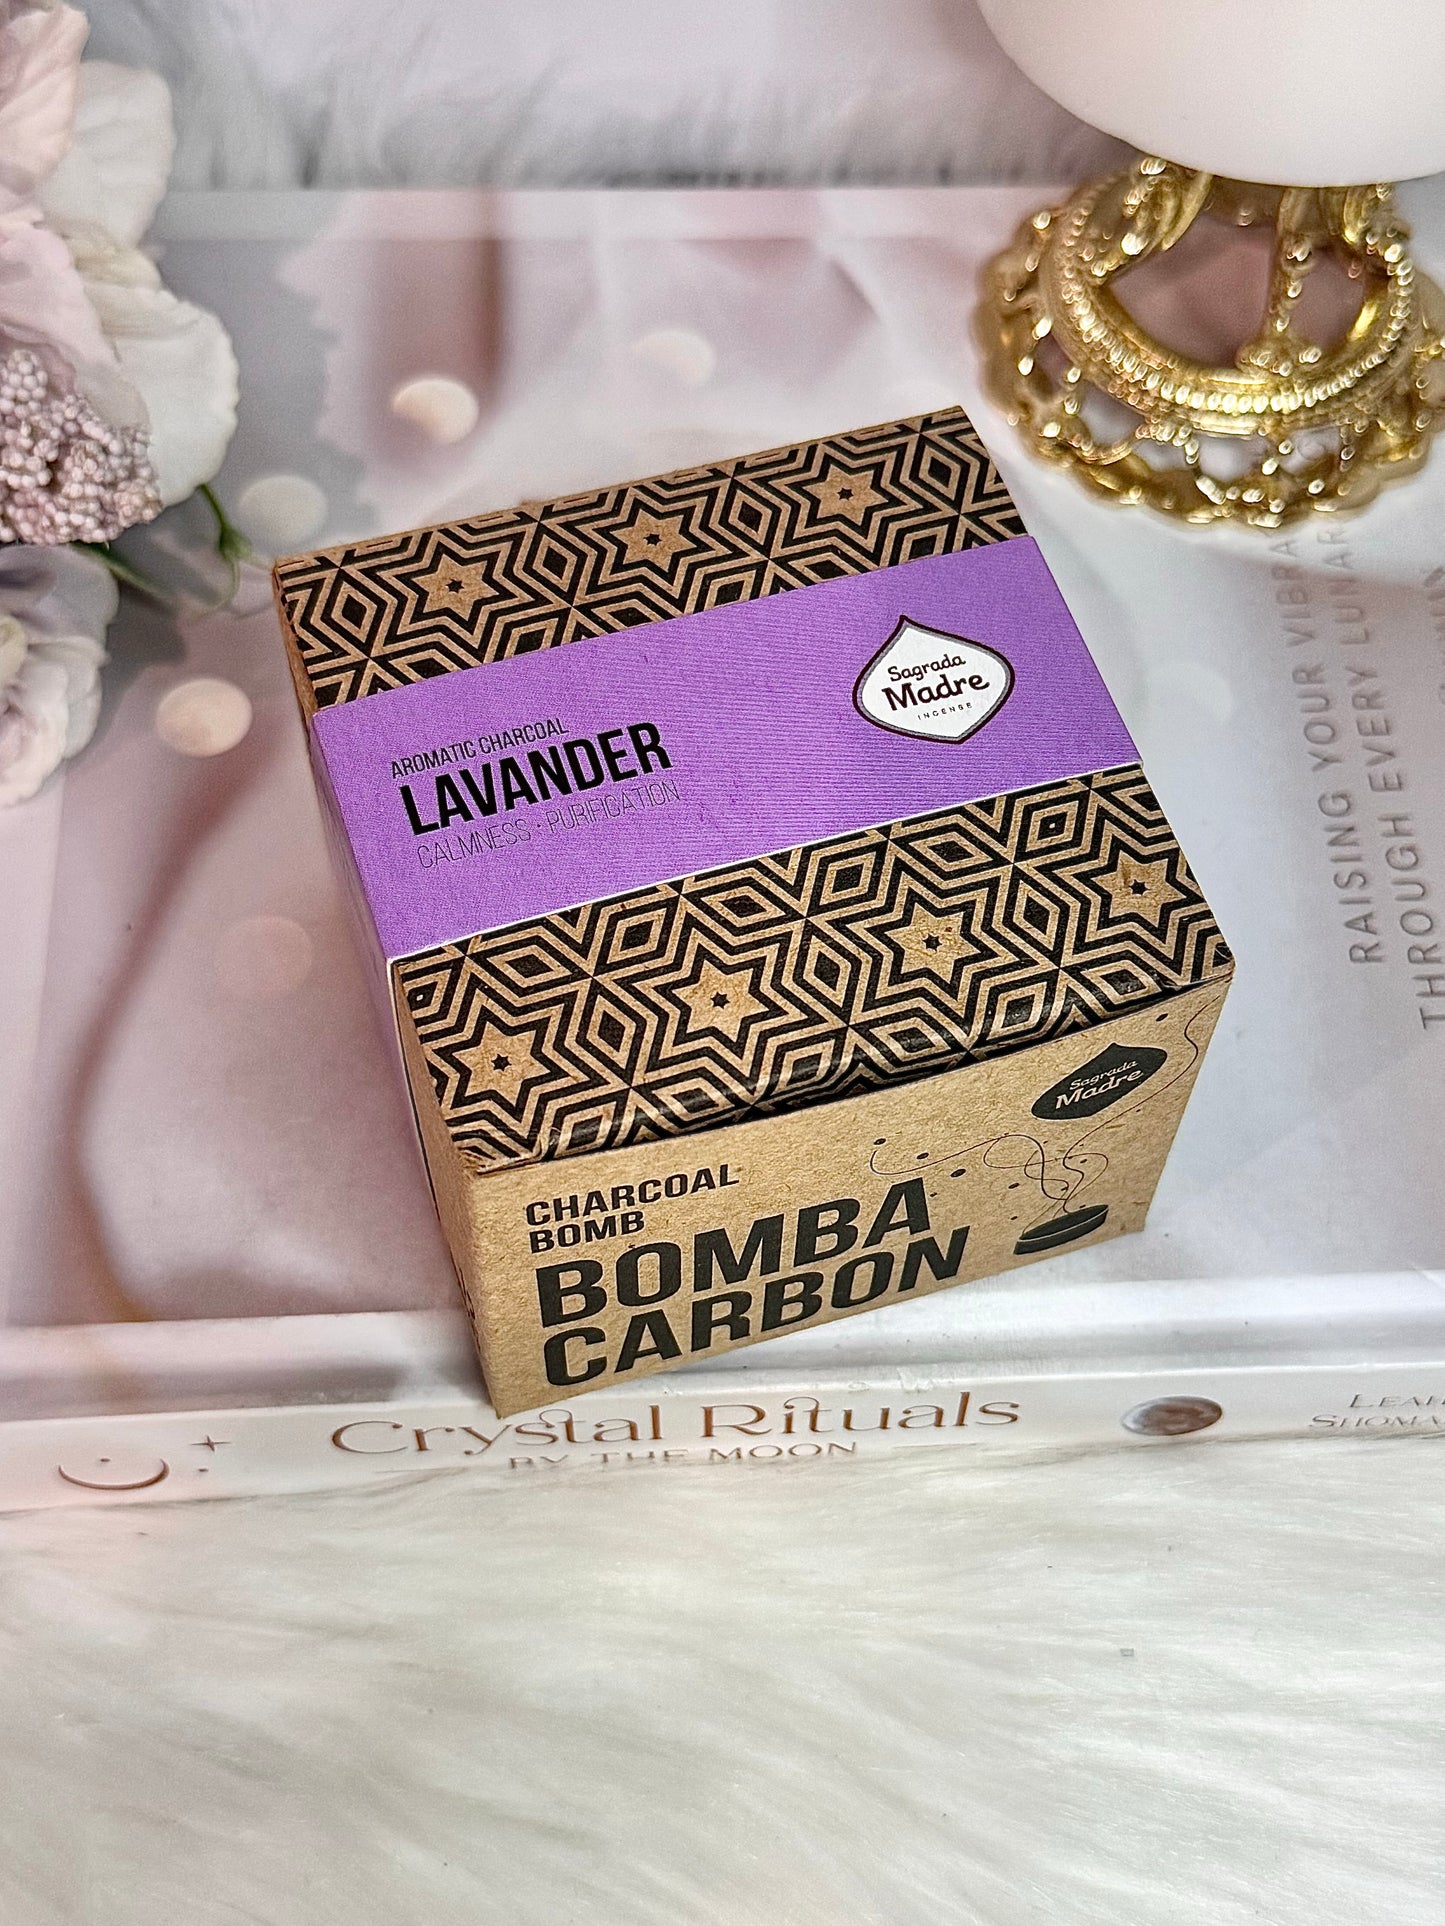 Sagrada
Madre
INCENSE
AROMATIC CHARCOAL
LAVANDER
CALMNESS · PURIFICATION
Sagrada
Madre
CHARCOAL
BOMB
BOMBA
CARBON
RAISING YOUR
THROUGH EVERY LUNAR
Crystal Rituals
BY THE MOON
LEAH